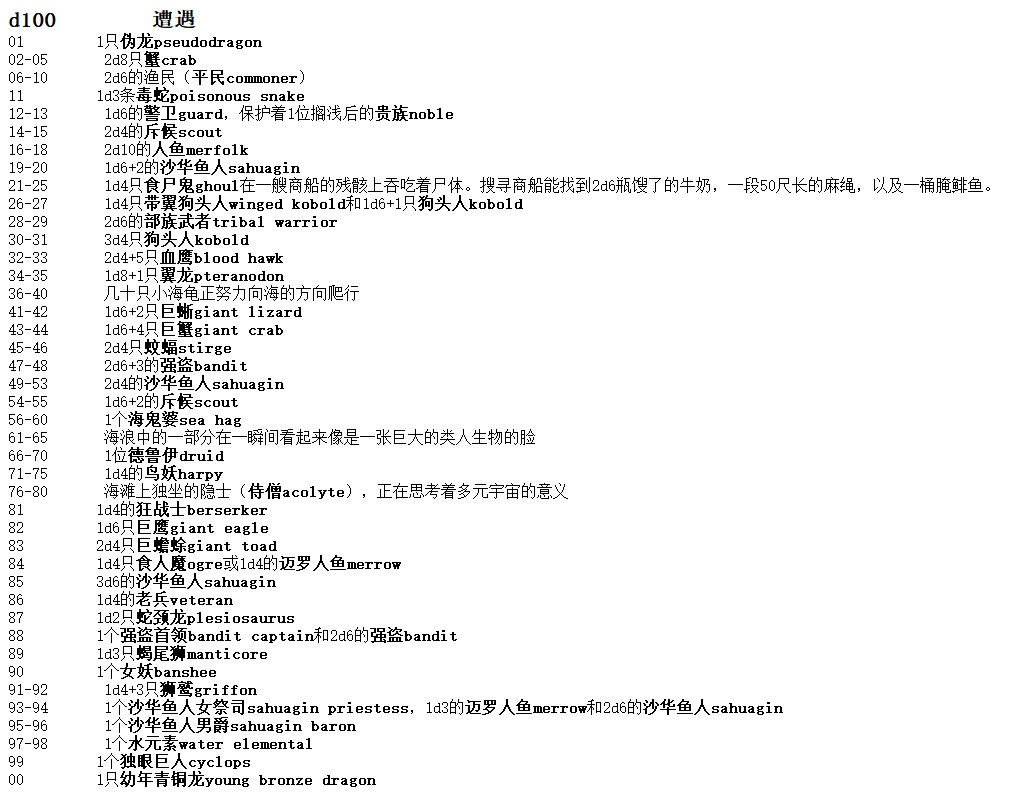 d100 遭遇
01 1只伪龙pseudodragon
02-05 2d8只蟹crab
06-10 2d6的渔民（平民commoner）
11 1d3条毒蛇poisonous snake
12-13 1d6的警卫guard，保护着1位搁浅后的贵族noble
14-15 2d4的斥候scout
16-18 2d10的人鱼merfolk
19-20 1d6+2的沙华鱼人sahuagin
21-25 1d4只食尸鬼ghoul在一艘商船的残骸上吞吃着尸体。搜寻商船能找到2d6瓶馊了的牛奶，一段50尺长的麻绳，以及一桶腌鲱鱼。
26-27 1d4只带翼狗头人winged kobold和1d6+1只狗头人kobold
28-29 2d6的部族武者tribal warrior
30-31 3d4只狗头人kobold
32-33 2d4+5只血鹰blood hawk
34-35 1d8+1只翼龙pteranodon
36-40 几十只小海龟正努力向海的方向爬行
41-42 1d6+2只巨蜥giant lizard
43-44 1d6+4只巨蟹giant crab
45-46 2d4只蚊蝠stirge
47-48 2d6+3的强盗bandit
49-53 2d4的沙华鱼人sahuagin
54-55 1d6+2的斥候scout
56-60 1个海鬼婆sea hag
61-65 海浪中的一部分在一瞬间看起来像是一张巨大的类人生物的脸
66-70 1位德鲁伊druid
71-75 1d4的鸟妖harpy
76-80 海滩上独坐的隐士（侍僧acolyte），正在思考着多元宇宙的意义
81 1d4的狂战士berserker
82 1d6只巨鹰giant eagle
83 2d4只巨蟾蜍giant toad
84 1d4只食人魔ogre或1d4的迈罗人鱼merrow
85 3d6的沙华鱼人sahuagin
86 1d4的老兵veteran
87 1d2只蛇颈龙plesiosaurus
88 1个强盗首领bandit captain和2d6的强盗bandit
89 1d3只蝎尾狮manticore
90 1个女妖banshee
91-92 1d4+3只狮鹫griffon
93-94 1个沙华鱼人女祭司sahuagin priestess，1d3的迈罗人鱼merrow和2d6的沙华鱼人sahuagin
95-96 1个沙华鱼人男爵sahuagin baron
97-98 1个水元素water elemental
99 1个独眼巨人cyclops
00 1只幼年青铜龙young bronze dragon